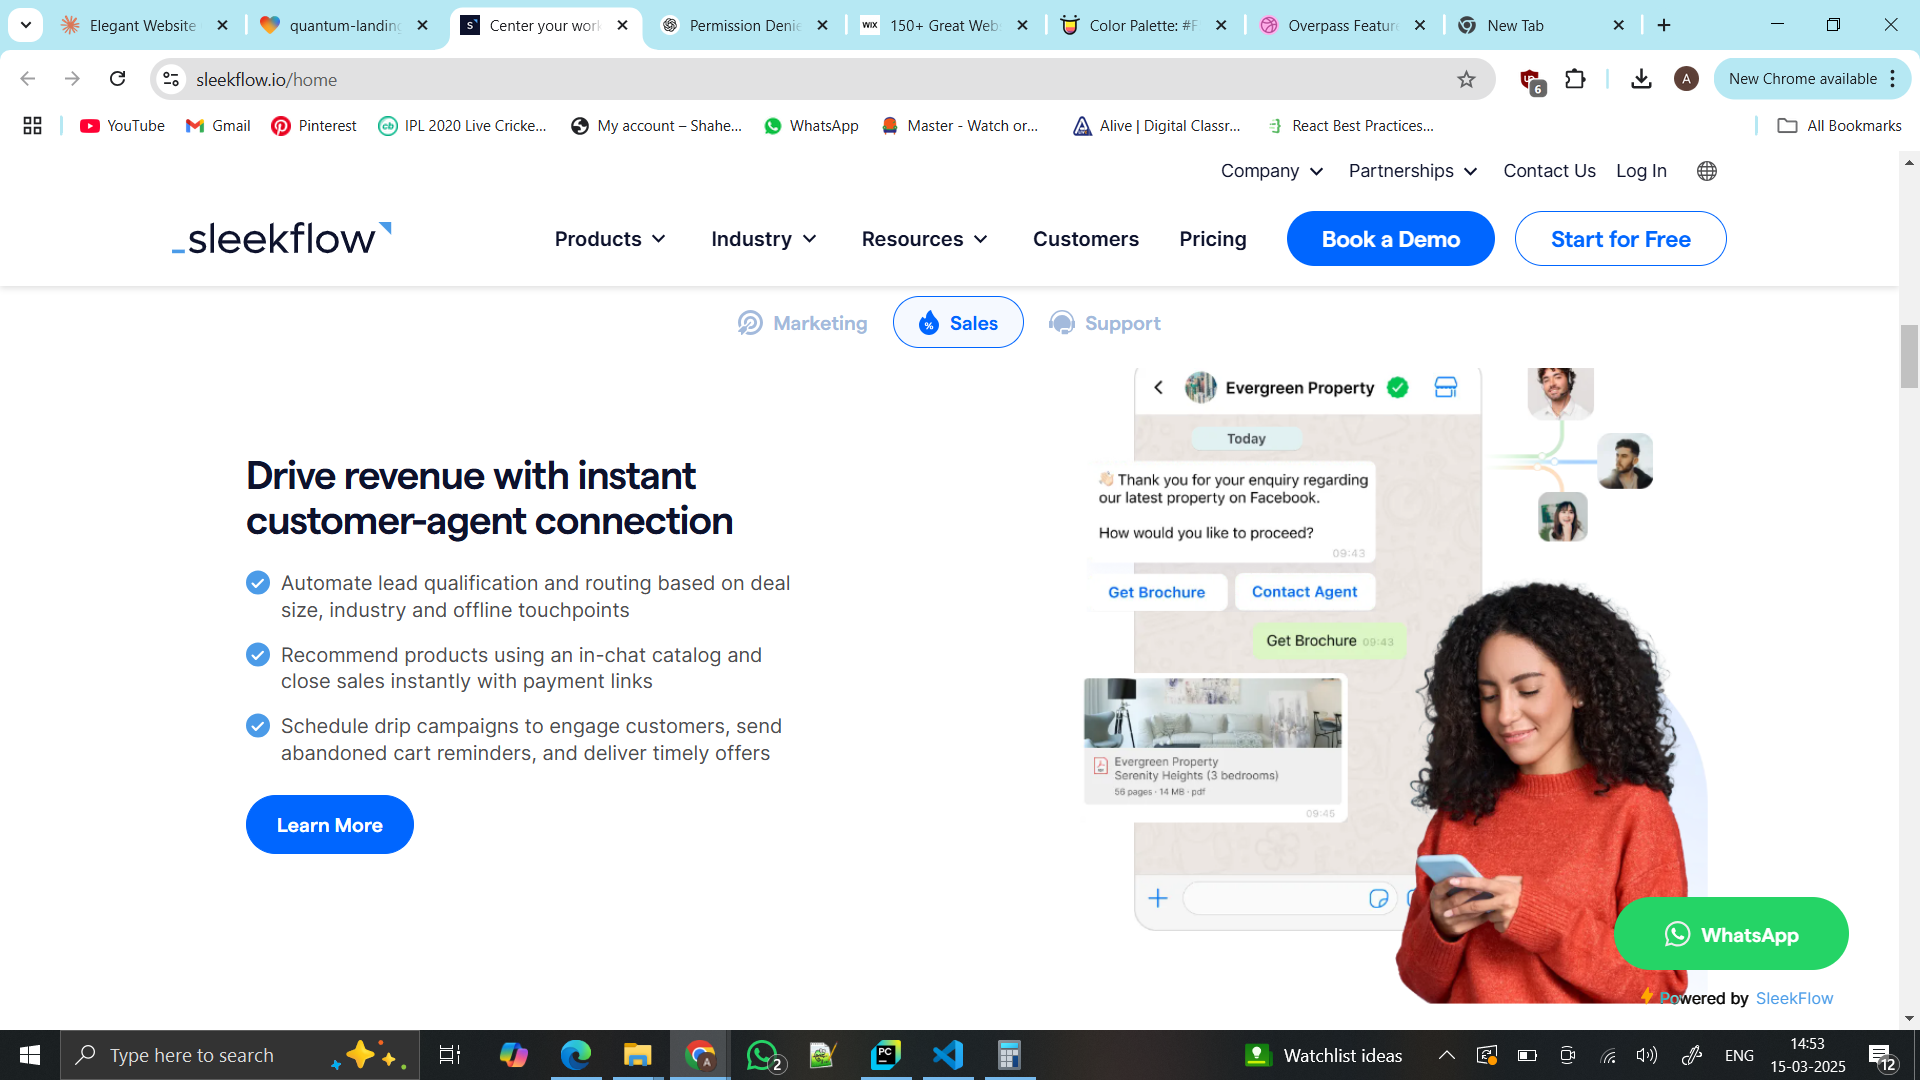 Elegant Website
quantum-landing
Center your work
Permission Denie
150+ Great Web
Color Palette: #F
Overpass Featur
New Tab
sleekflow.io/home
6
A
New Chrome available
YouTube
Gmail
Pinterest
IPL 2020 Live Cricke...
My account – Shahe...
WhatsApp
Master - Watch or...
Alive | Digital Classr...
React Best Practices...
All Bookmarks
Company
Partnerships
Contact Us
Log In
_sleekflow
Products
Industry
Resources
Customers
Pricing
Book a Demo
Start for Free
Marketing
Sales
Support
Drive revenue with instant
customer-agent connection
Automate lead qualification and routing based on deal
size, industry and offline touchpoints
Recommend products using an in-chat catalog and
close sales instantly with payment links
Schedule drip campaigns to engage customers, send
abandoned cart reminders, and deliver timely offers
Learn More
Evergreen Property
Today
👋🏻 Thank you for your enquiry regarding
our latest property on Facebook.
How would you like to proceed?
09:43
Get Brochure
Contact Agent
Get Brochure 09:43
Evergreen Property
Serenity Heights (3 bedrooms)
56 pages · 14 MB · pdf
09:45
WhatsApp
Powered by SleekFlow
Type here to search
A
2
PC
Watchlist ideas
ENG
14:53
15-03-2025
12